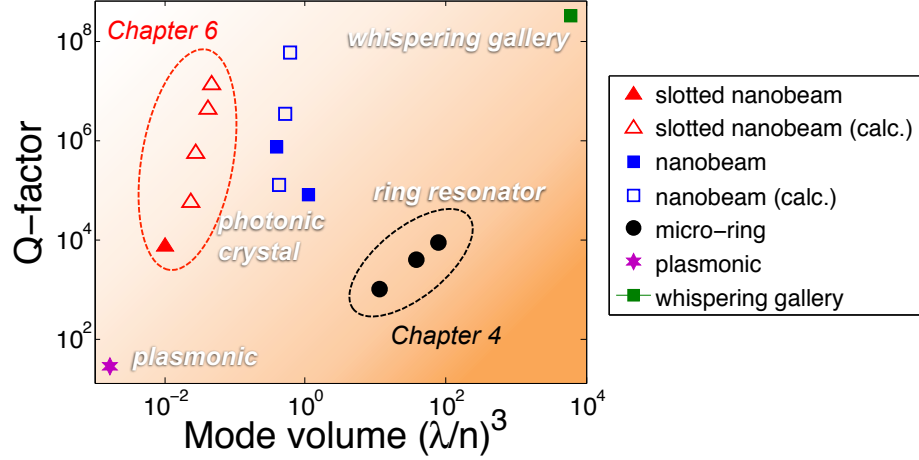 Chapter 6
whispering gallery
ring resonator
photonic
crystal
Chapter 4
plasmonic
Q−factor
10^8
10^6
10^4
10^2
10^−2
10^0
10^2
10^4
Mode volume (λ/n)^3
slotted nanobeam
slotted nanobeam (calc.)
nanobeam
nanobeam (calc.)
micro−ring
plasmonic
whispering gallery